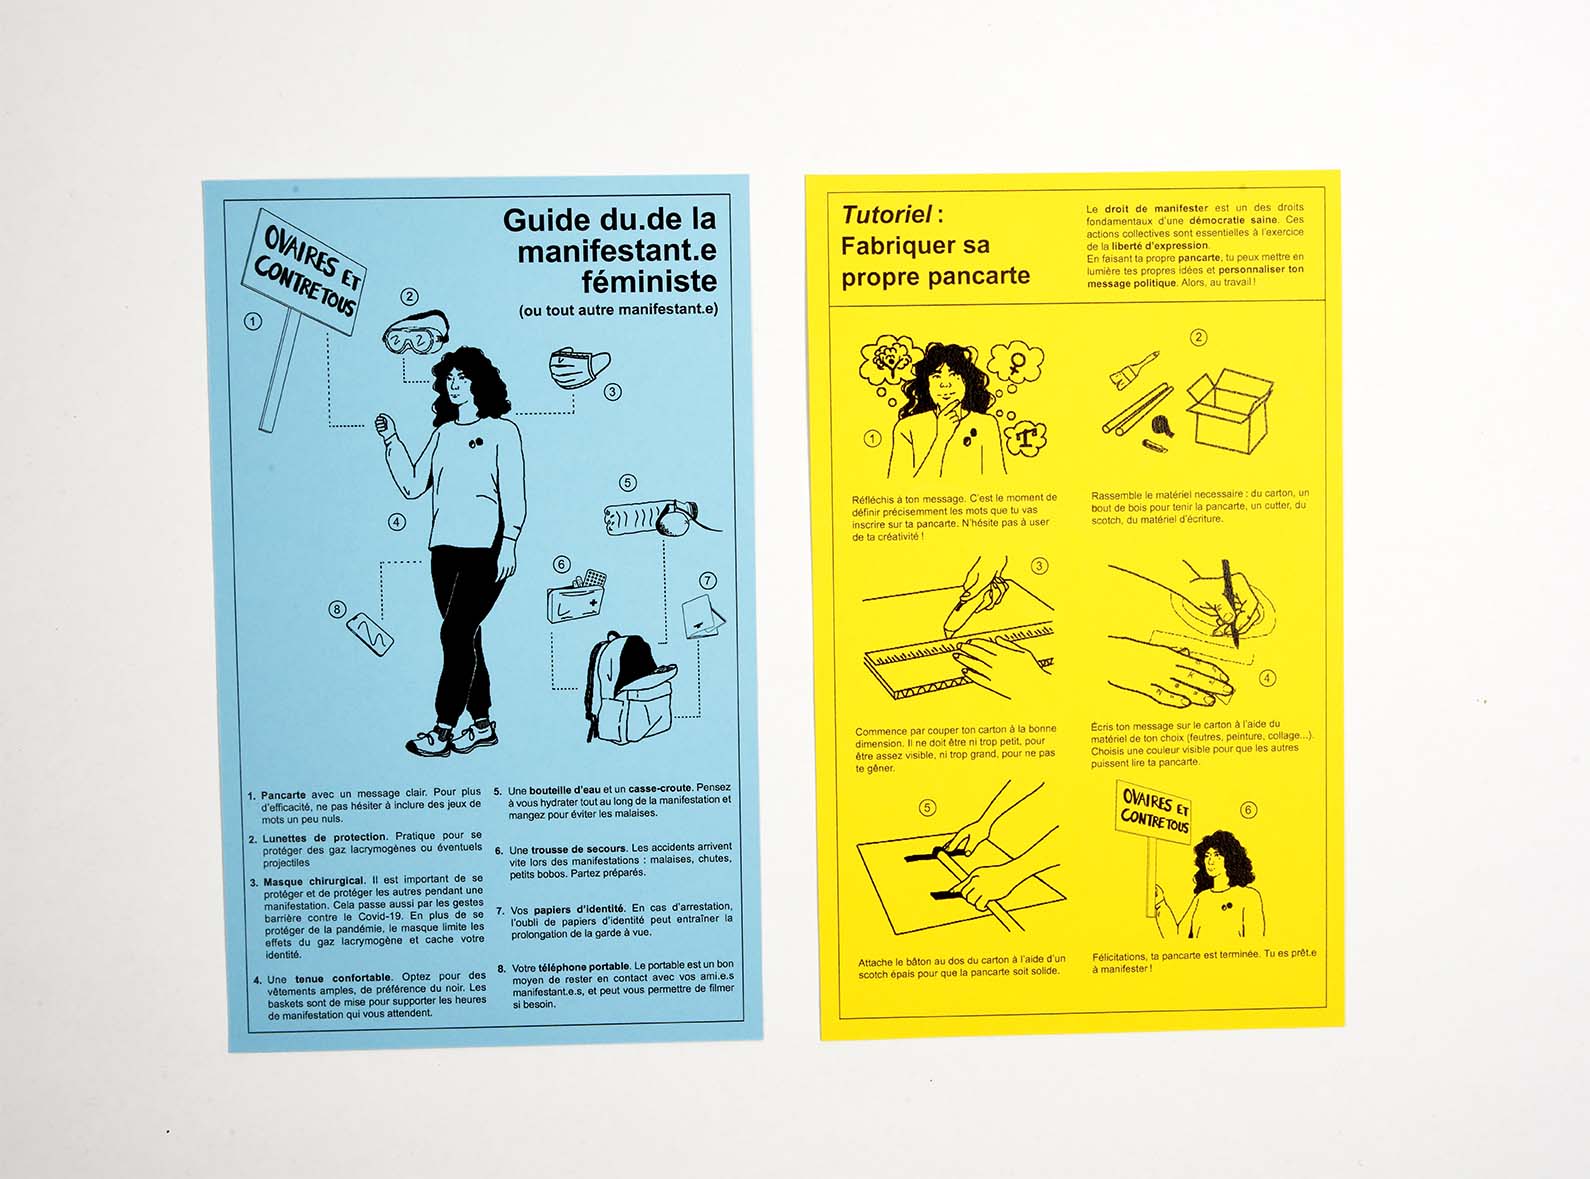 Guide du.de la
manifestant.e
féministe
(ou tout autre manifestant.e)
OVAIRES ET
CONTRE TOUS
1
2
3
4
5
6
7
8
1. Pancarte avec un message clair. Pour plus
d'efficacité, ne pas hésiter à inclure des jeux de
mots un peu nuls.
2. Lunettes de protection. Pratique pour se
protéger des gaz lacrymogènes ou éventuels
projectiles
3. Masque chirurgical. Il est important de se
protéger et de protéger les autres pendant une
manifestation. Cela passe aussi par les gestes
barrière contre le Covid-19. En plus de se
protéger de la pandémie, le masque limite les
effets du gaz lacrymogène et cache votre
identité.
4. Une tenue confortable. Optez pour des
vêtements amples, de préférence du noir. Les
baskets sont de mise pour supporter les heures
de manifestation qui vous attendent.
5. Une bouteille d'eau et un casse-croute. Pensez
à vous hydrater tout au long de la manifestation et
mangez pour éviter les malaises.
6. Une trousse de secours. Les accidents arrivent
vite lors des manifestations : malaises, chutes,
petits bobos. Partez préparés.
7. Vos papiers d'identité. En cas d'arrestation,
l'oubli de papiers d'identité peut entraîner la
prolongation de la garde à vue.
8. Votre téléphone portable. Le portable est un bon
moyen de rester en contact avec vos ami.e.s
manifestant.e.s, et peut vous permettre de filmer
si besoin.
Tutoriel :
Fabriquer sa
propre pancarte
Le droit de manifester est un des droits
fondamentaux d'une démocratie saine. Ces
actions collectives sont essentielles à l'exercice
de la liberté d'expression.
En faisant ta propre pancarte, tu peux mettre en
lumière tes propres idées et personnaliser ton
message politique. Alors, au travail !
1
Réfléchis à ton message. C'est le moment de
définir précisemment les mots que tu vas
inscrire sur ta pancarte. N'hésite pas à user
de ta créativité !
2
Rassemble le matériel necessaire : du carton, un
bout de bois pour tenir la pancarte, un cutter, du
scotch, du matériel d'écriture.
3
Commence par couper ton carton à la bonne
dimension. Il ne doit être ni trop petit, pour
être assez visible, ni trop grand, pour ne pas
te gêner.
4
Écris ton message sur le carton à l'aide du
matériel de ton choix (feutres, peinture, collage...).
Choisis une couleur visible pour que les autres
puissent lire ta pancarte.
5
Attache le bâton au dos du carton à l'aide d'un
scotch épais pour que la pancarte soit solide.
OVAIRES ET
CONTRE TOUS
6
Félicitations, ta pancarte est terminée. Tu es prêt.e
à manifester !